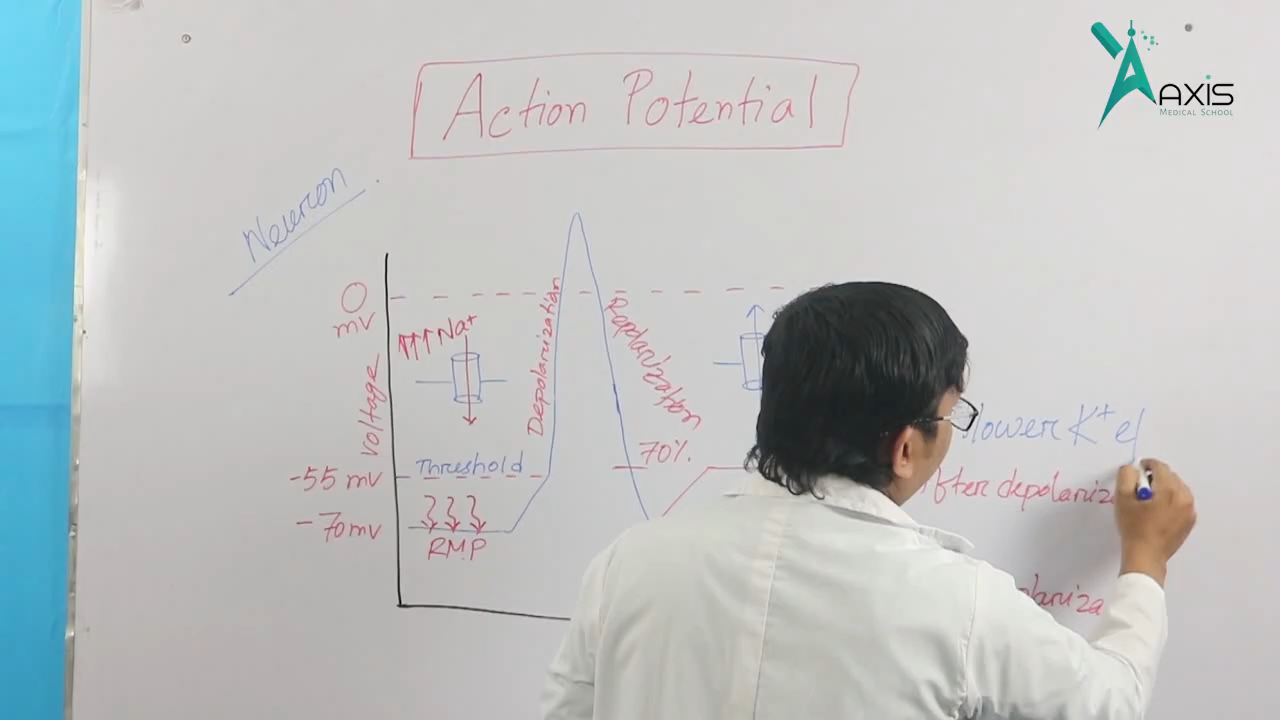 AXIS
MEDICAL SCHOOL
Action Potential
Neuron
0
mv
↑↑↑Na+
voltage
Depolarization
Repolarization
70%
-55 mv
Threshold
-70mv
RMP
slower K+ ef
After depolariza